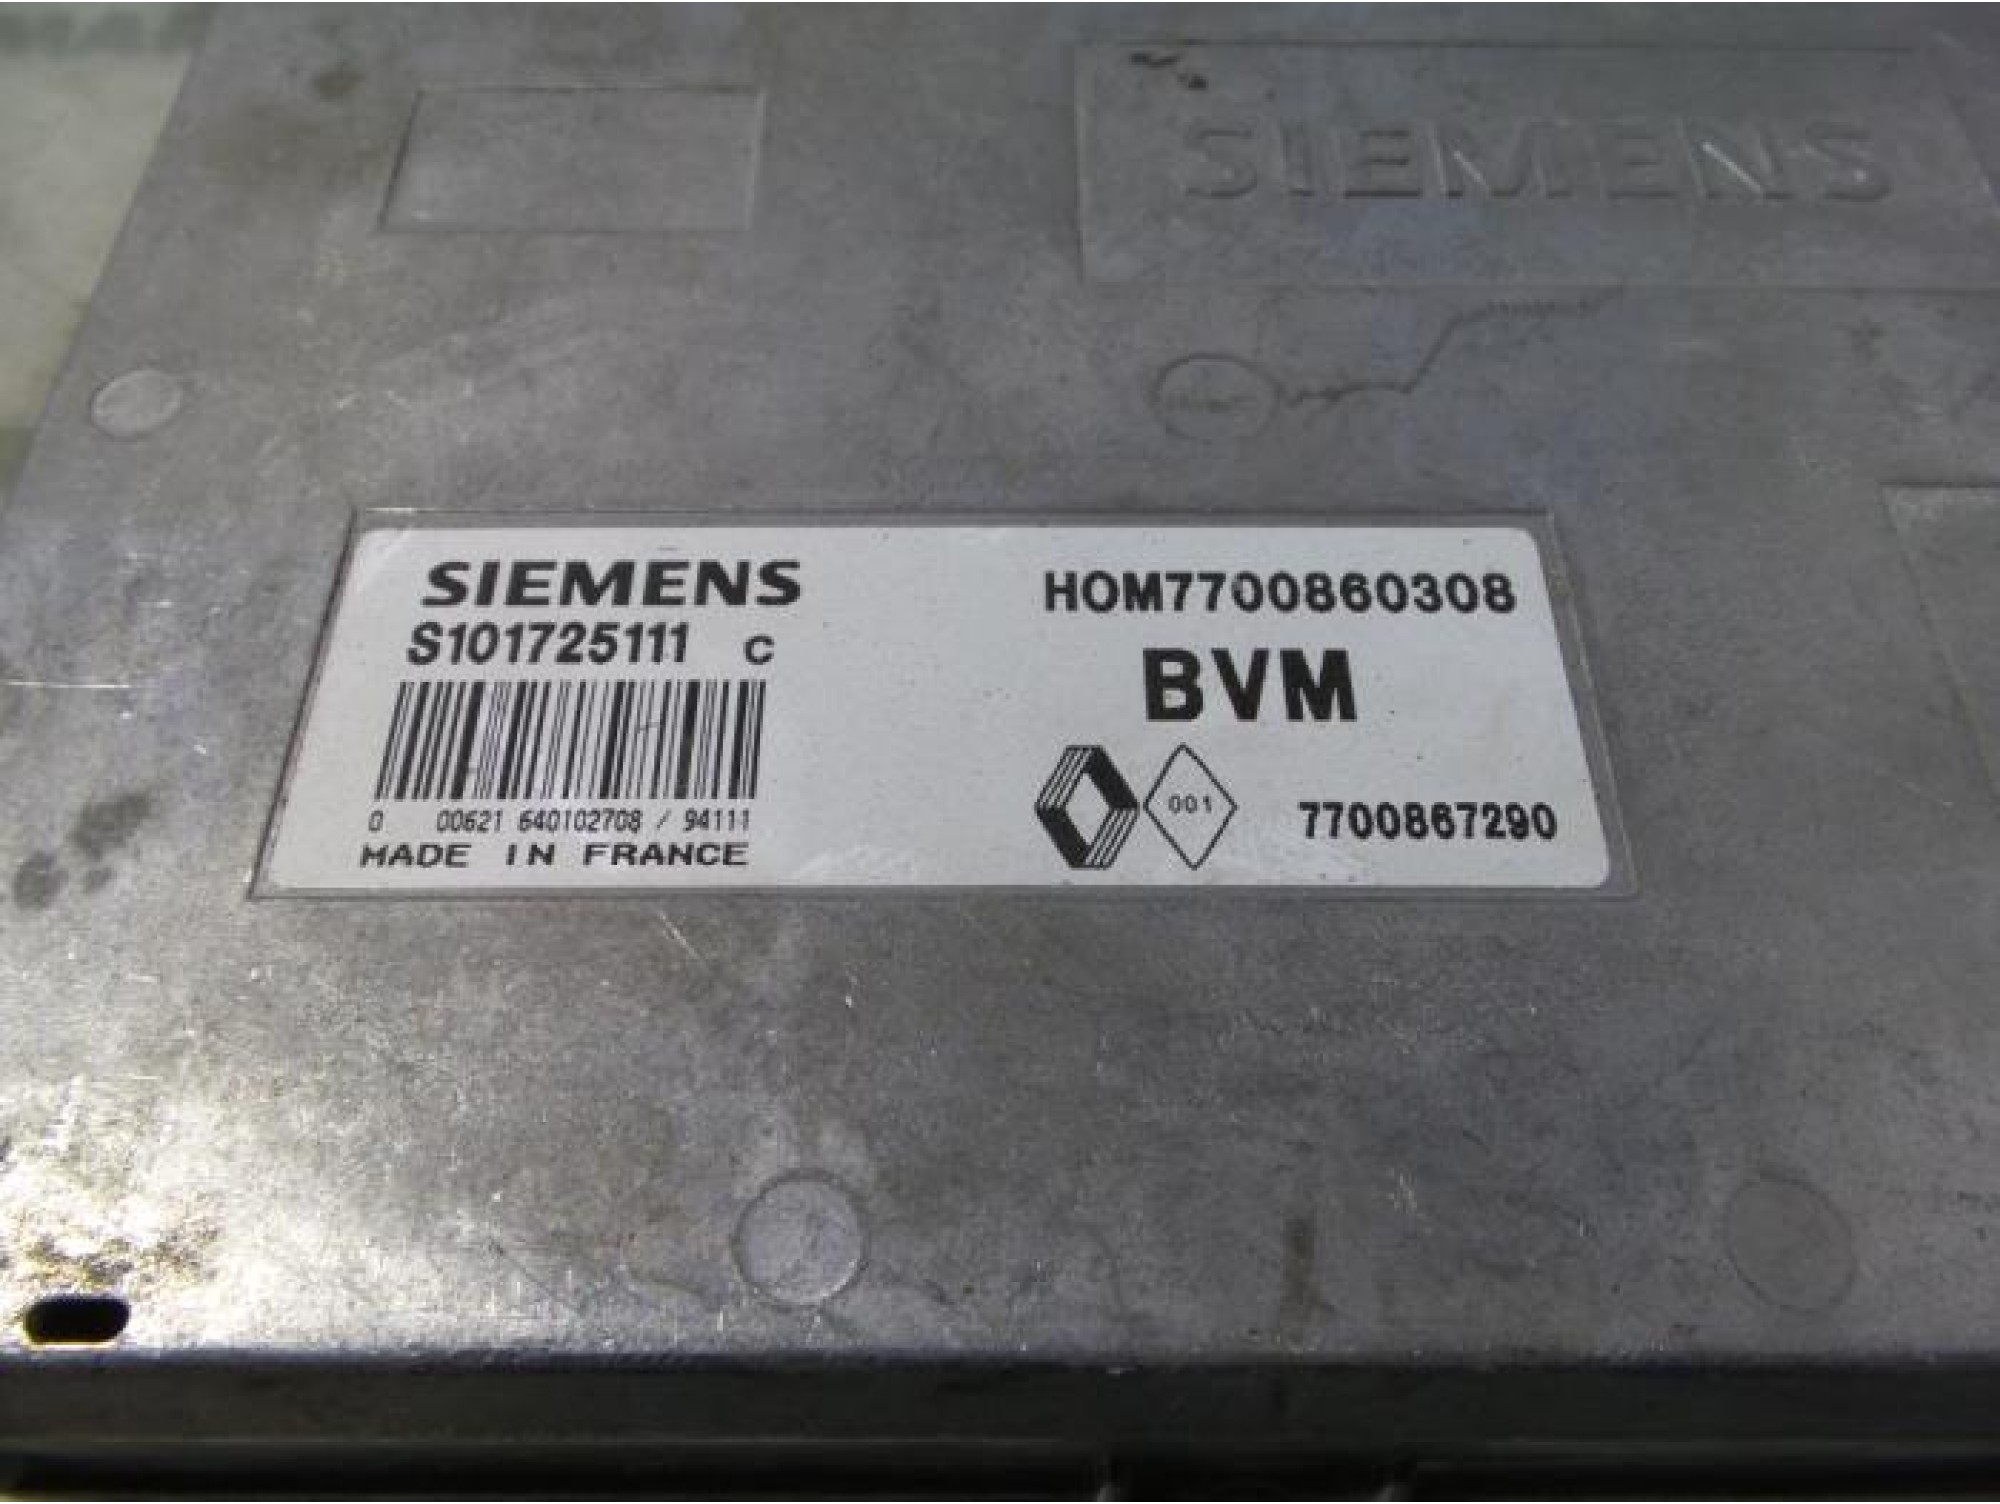 SIEMENS
SIEMENS
S101725111 C
0 00621 640102708 / 94111
MADE IN FRANCE
HOM7700860308
BVM
001
7700867290